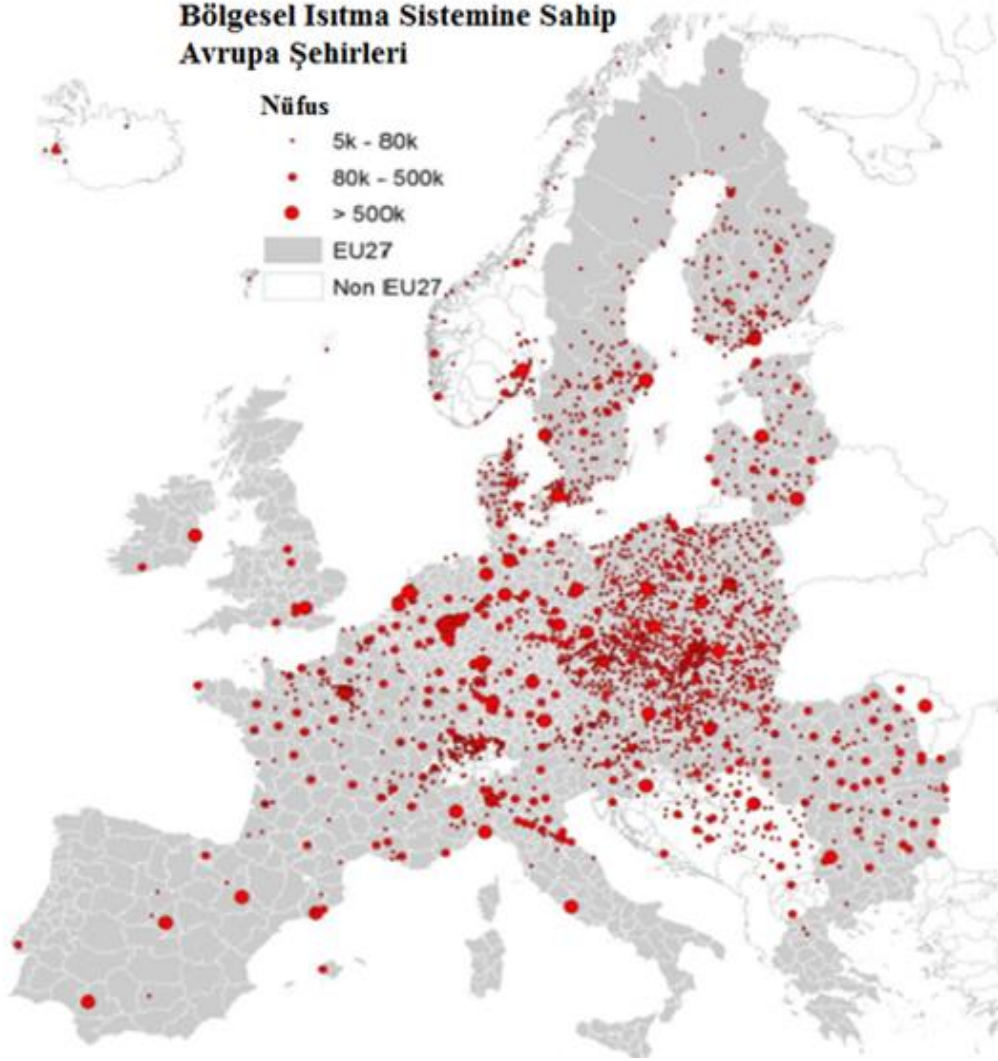 Bölgesel Isıtma Sistemine Sahip
Avrupa Şehirleri
Nüfus
5k - 80k
80k - 500k
> 500k
EU27
Non EU27